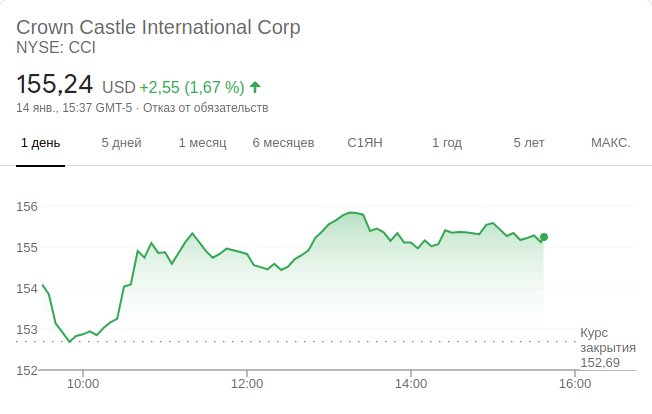 Crown Castle International Corp
NYSE: CCI
155,24 USD +2,55 (1,67 %)
14 янв., 15:37 GMT-5 · Отказ от обязательств
1 день 5 дней 1 месяц 6 месяцев С1ЯН 1 год 5 лет МАКС.
156
155
154
153
Курс
закрытия
152,69
152
10:00 12:00 14:00 16:00